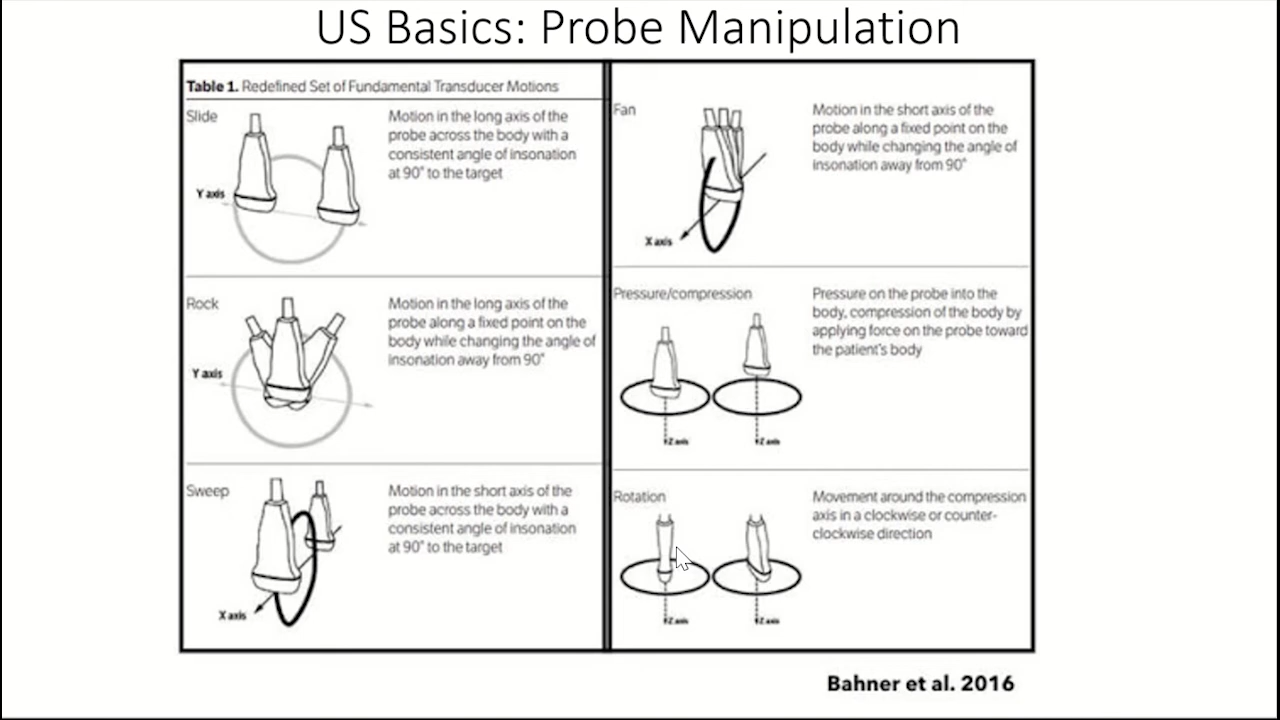 US Basics: Probe Manipulation
Table 1. Redefined Set of Fundamental Transducer Motions
Slide
Motion in the long axis of the
probe across the body with a
consistent angle of insonation
at 90° to the target
Y axis
Rock
Motion in the long axis of the
probe along a fixed point on the
body while changing the angle of
insonation away from 90°
Y axis
Sweep
Motion in the short axis of the
probe across the body with a
consistent angle of insonation
at 90° to the target
X axis
Fan
Motion in the short axis of the
probe along a fixed point on the
body while changing the angle of
insonation away from 90°
X axis
Pressure/compression
Pressure on the probe into the
body, compression of the body by
applying force on the probe toward
the patient's body
Z axis
Z axis
Rotation
Movement around the compression
axis in a clockwise or counter-
clockwise direction
Z axis
Z axis
Bahner et al. 2016